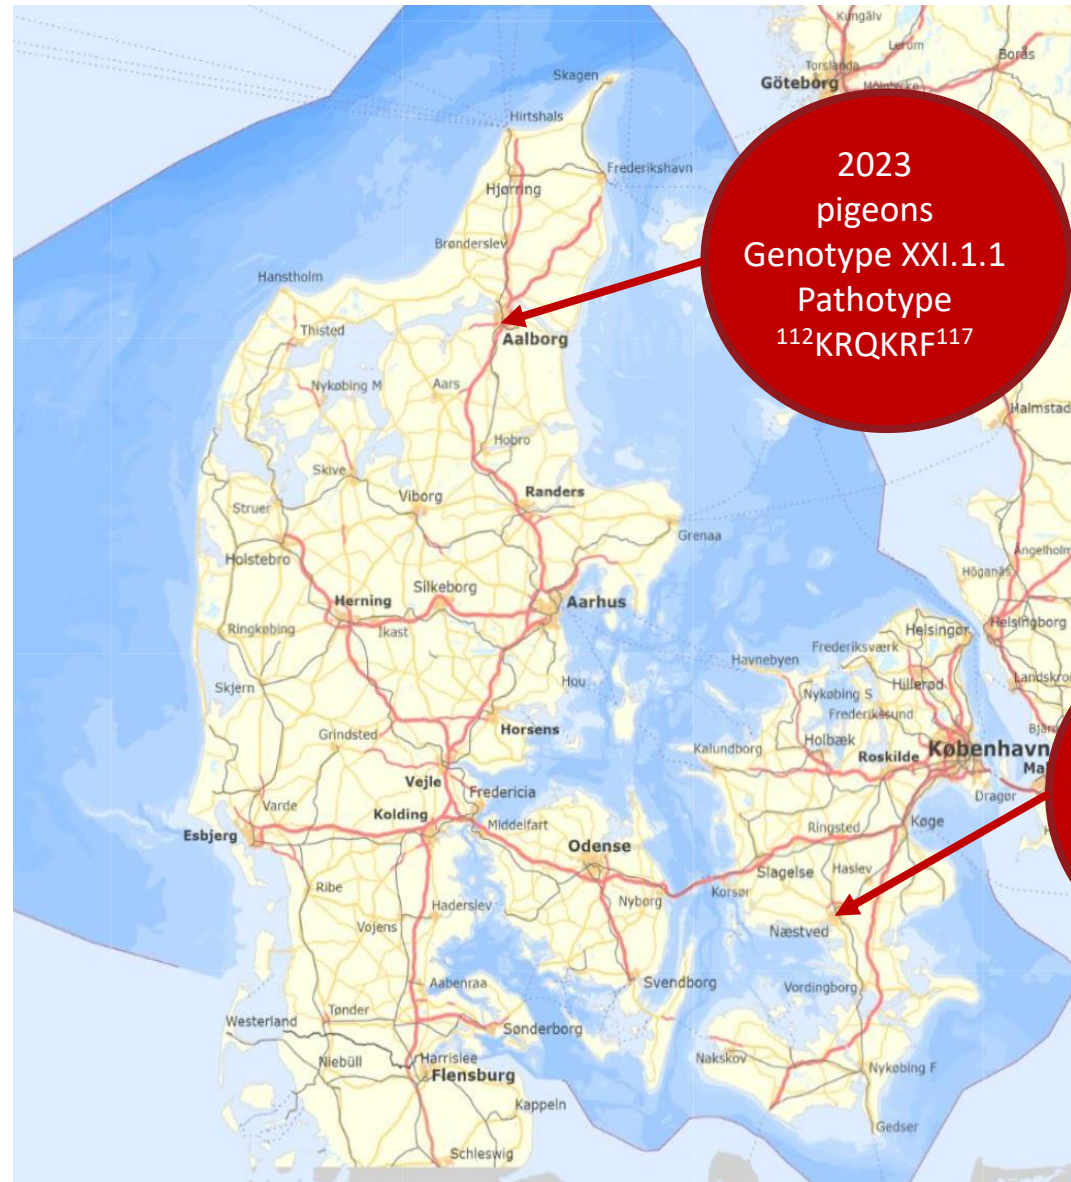 Kungälv
Lerum
Borås
Torslanda
Göteborg
Mölnlycke
Skagen
Hirtshals
Frederikshavn
Hjørring
Brønderslev
Hanstholm
Thisted
Aalborg
2023
pigeons
Genotype XXI.1.1
Pathotype
¹¹²KRQKRF¹¹⁷
Nykøbing M
Aars
Halmstad
Hobro
Skive
Viborg
Randers
Struer
Grenaa
Holstebro
Ängelholm
Höganäs
Silkeborg
Herning
Aarhus
Ikast
Ringkøbing
Helsingør
Helsingborg
Frederiksværk
Havnebyen
Hou
Skjern
Nykøbing S
Hillerød
Landskro
Frederikssund
Horsens
Grindsted
Holbæk
Kalundborg
Roskilde
København
Bjär
Mal
Vejle
Fredericia
Dragør
Varde
Kolding
Middelfart
Køge
Esbjerg
Ringsted
Odense
Slagelse
Haslev
Ribe
Nyborg
Korsør
Haderslev
Vojens
Næstved
Aabenraa
Svendborg
Vordingborg
Tønder
Westerland
Sønderborg
Niebüll
Harrislee
Flensburg
Nakskov
Nykøbing F
Kappeln
Gedser
Schleswig